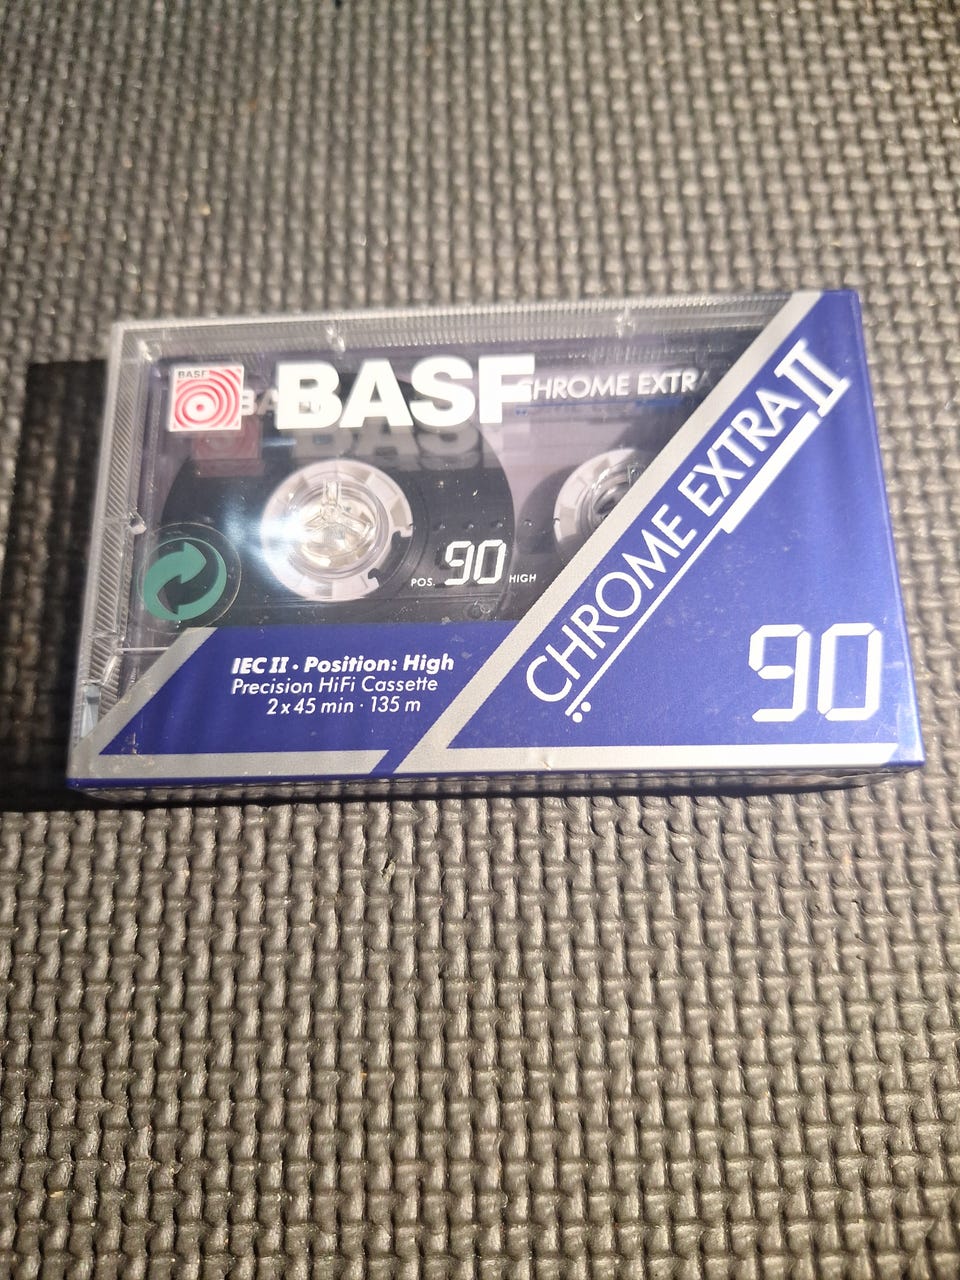 BASF
BASF
CHROME EXTRA
POS. 90 HIGH
CHROME EXTRA II
IEC II · Position: High
Precision HiFi Cassette
2 x 45 min · 135 m
90